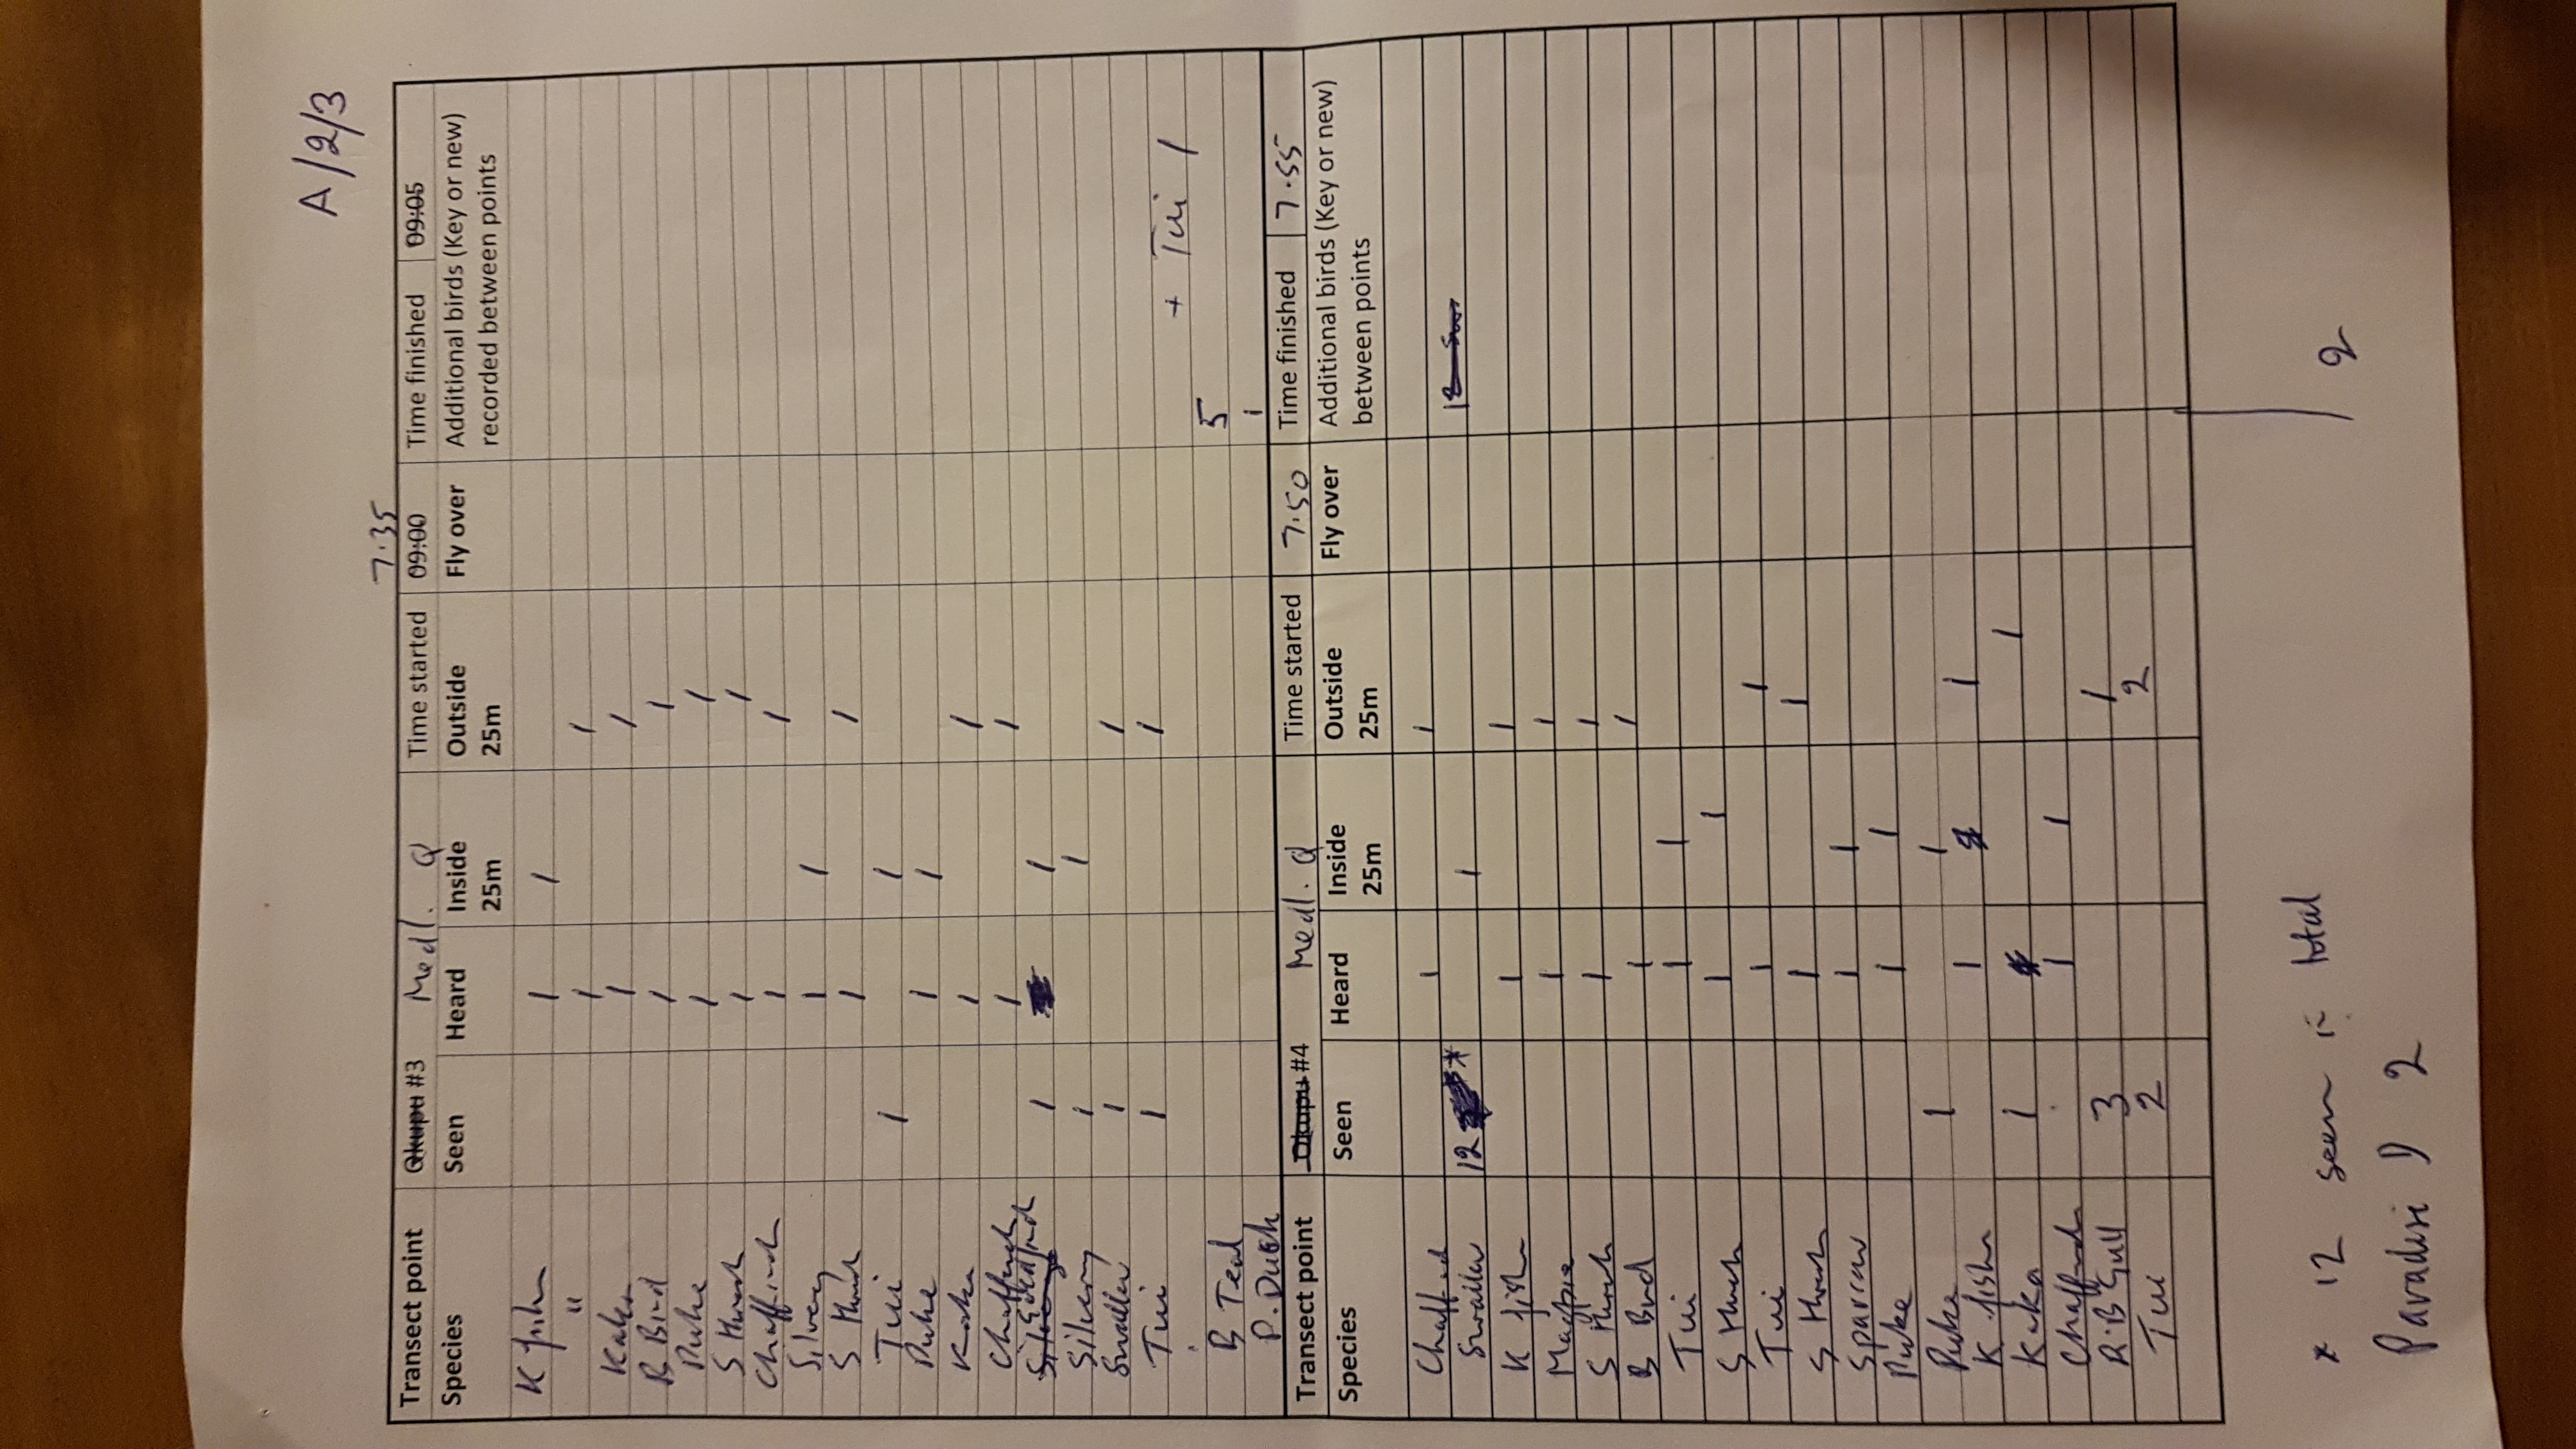 A/2/3
7.35
Transect point Okupu #3 Medl. Q Time started 09:00 Time finished 09:05
Species Seen Heard Inside 25m Outside 25m Fly over Additional birds (Key or new) recorded between points
K fisher 1 1
" 1 1
Kaka 1 1
B Bird 1 1
Puke 1 1
S thrush 1 1
Chaffinch 1 1
Silvery 1 1
S thrush 1 1
Tui 1 1
Puke 1 1
Kaka 1 1
Chaffinch 1 1
Silvery Goldfinch 1 1
Silvery 1 1
Swallow 1 1
Tui 1 1
+ Tui 1
B Teal 5
P. Duck 1
Transect point Okupu #4 Medl. Q Time started 7.50 Time finished 7.55
Species Seen Heard Inside 25m Outside 25m Fly over Additional birds (Key or new) between points
Chaffinch 1 1
Swallow 12 * 1
K fisher 1 1
Magpie 1 1
S thrush 1 1
B Bird 1 1
Tui 1 1
S thrush 1 1
Tui 1 1
S thrush 1 1
Sparrow 1 1
Puke 1 1
Puke 1 1
K fisher 1 1
Kaka 1 1
Chaffinch 1 1
R.B Gull 3 1
Tui 2 2
* 12 seen in total
2
Paradise D 2